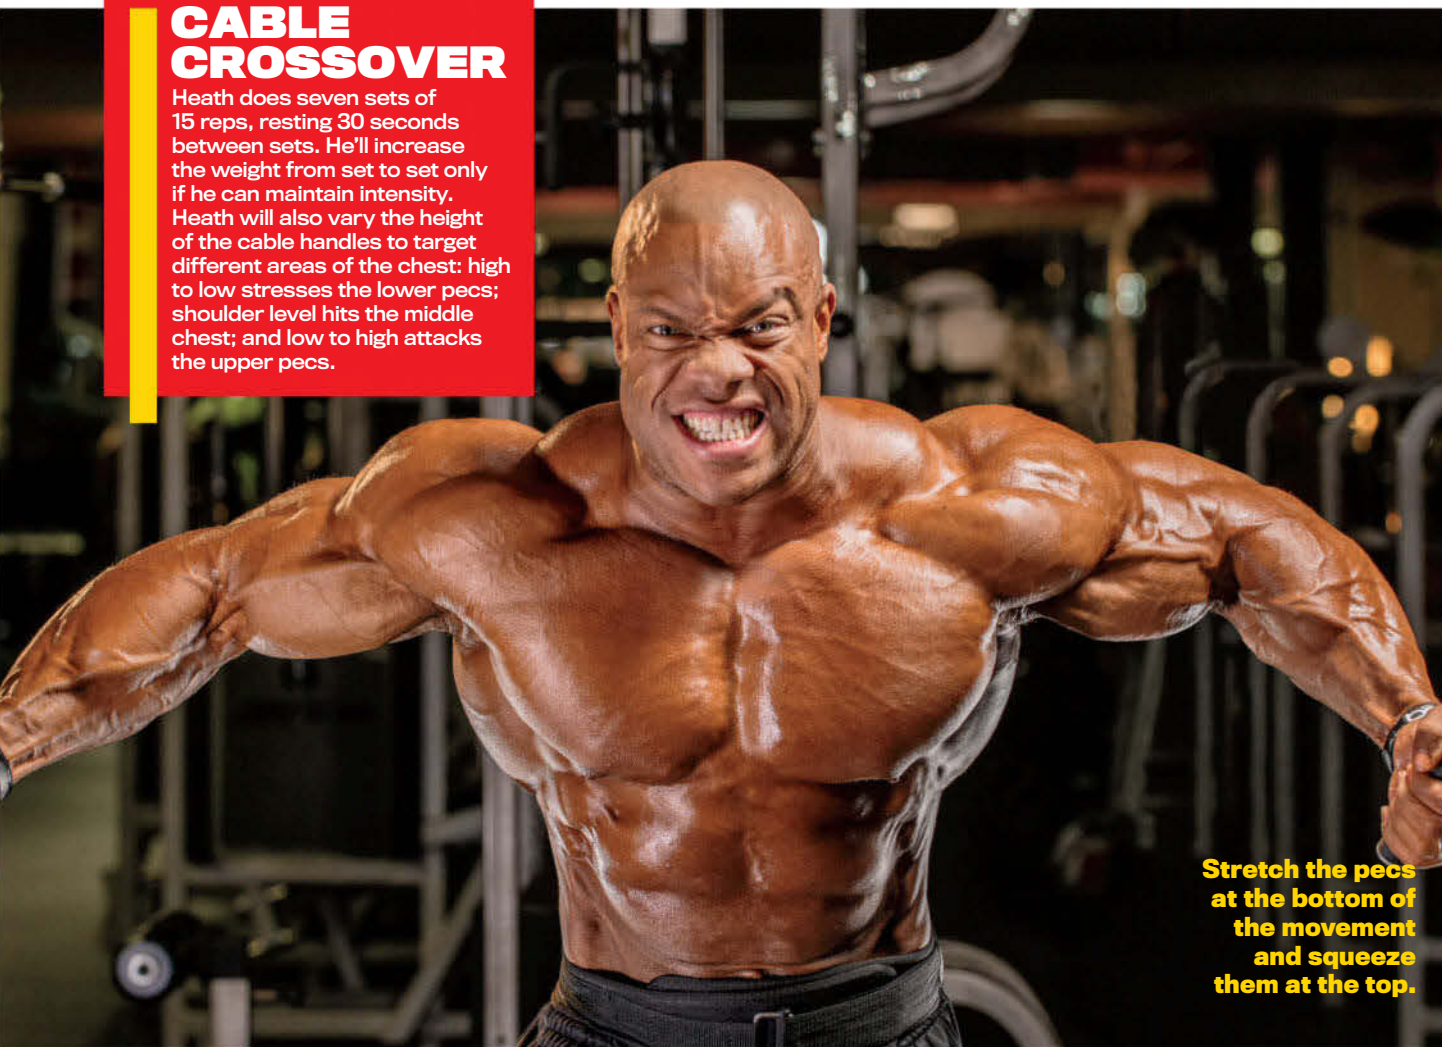 CABLE
CROSSOVER
Heath does seven sets of
15 reps, resting 30 seconds
between sets. He’ll increase
the weight from set to set only
if he can maintain intensity.
Heath will also vary the height
of the cable handles to target
different areas of the chest: high
to low stresses the lower pecs;
shoulder level hits the middle
chest; and low to high attacks
the upper pecs.
Stretch the pecs
at the bottom of
the movement
and squeeze
them at the top.